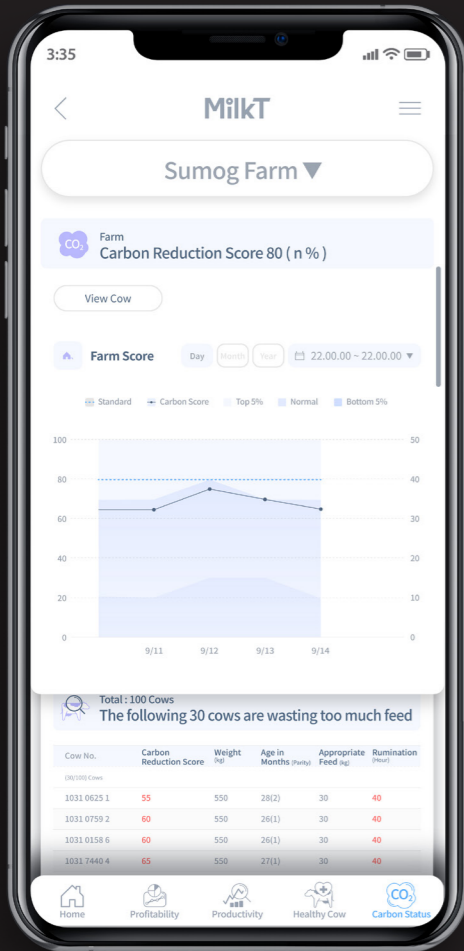 3:35
MilkT
Sumog Farm ▼
CO₂
Farm
Carbon Reduction Score 80 ( n % )
View Cow
Farm Score
Day
Month
Year
22.00.00 ~ 22.00.00 ▼
Standard Carbon Score Top 5% Normal Bottom 5%
100 50
80 40
60 30
40 20
20 10
0 0
9/11 9/12 9/13 9/14
Total : 100 Cows
The following 30 cows are wasting too much feed
Cow No. Carbon Reduction Score Weight (kg) Age in Months (Parity) Appropriate Feed (kg) Rumination (Hour)
(30/100) Cows
1031 0625 1 55 550 28(2) 30 40
1031 0759 2 60 550 26(1) 30 40
1031 0158 6 60 550 26(1) 30 40
1031 7440 4 65 550 27(1) 30 40
Home Profitability Productivity Healthy Cow CO₂ Carbon Status